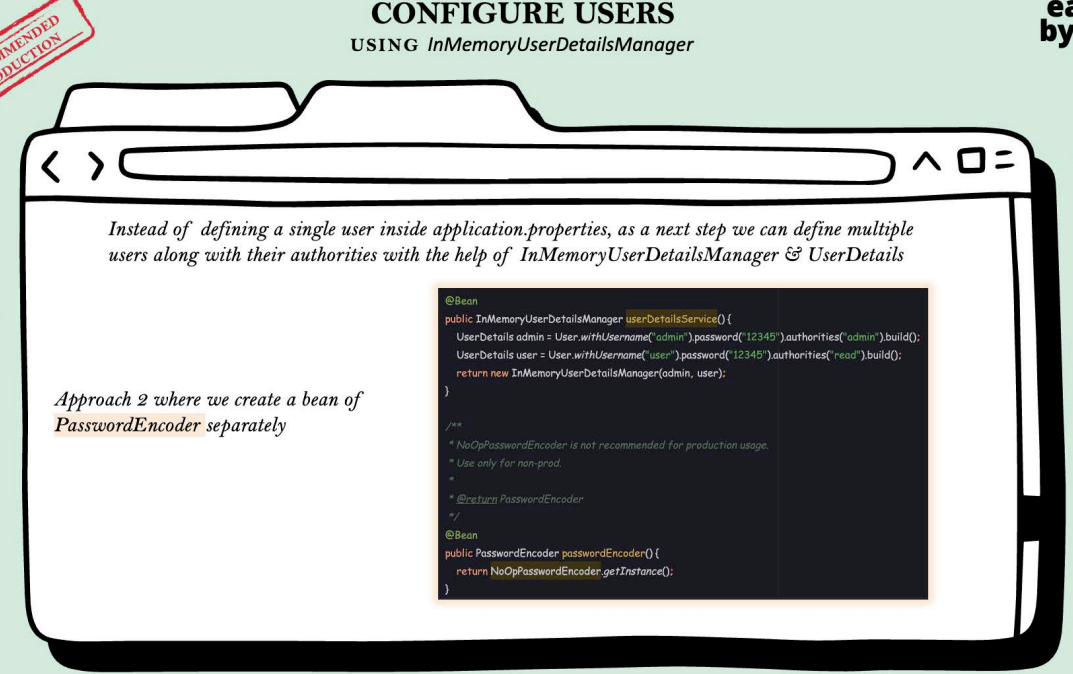 CONFIGURE USERS
USING InMemoryUserDetailsManager
Instead of defining a single user inside application.properties, as a next step we can define multiple
users along with their authorities with the help of InMemoryUserDetailsManager & UserDetails
Approach 2 where we create a bean of
PasswordEncoder separately
@Bean
public InMemoryUserDetailsManager userDetailsService() {
UserDetails admin = User.withUsername("admin").password("12345").authorities("admin").build();
UserDetails user = User.withUsername("user").password("12345").authorities("read").build();
return new InMemoryUserDetailsManager(admin, user);
}
/**
* NoOpPasswordEncoder is not recommended for production usage.
* Use only for non-prod.
*
* @return PasswordEncoder
*/
@Bean
public PasswordEncoder passwordEncoder() {
return NoOpPasswordEncoder.getInstance();
}